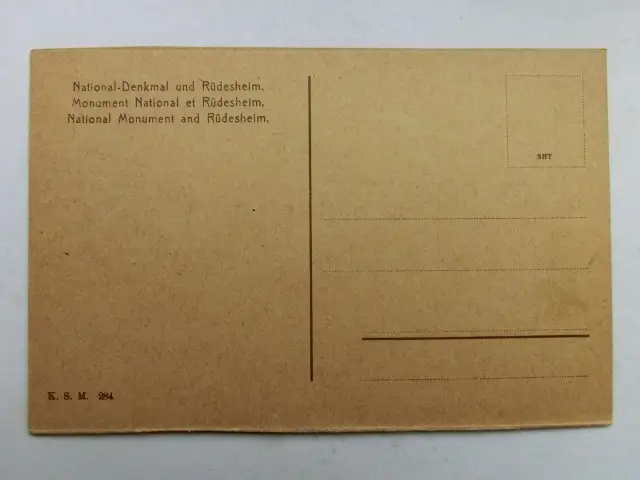 National-Denkmal und Rüdesheim.
Monument National et Rüdesheim.
National Monument and Rüdesheim.
SBT
K. S. M. 284